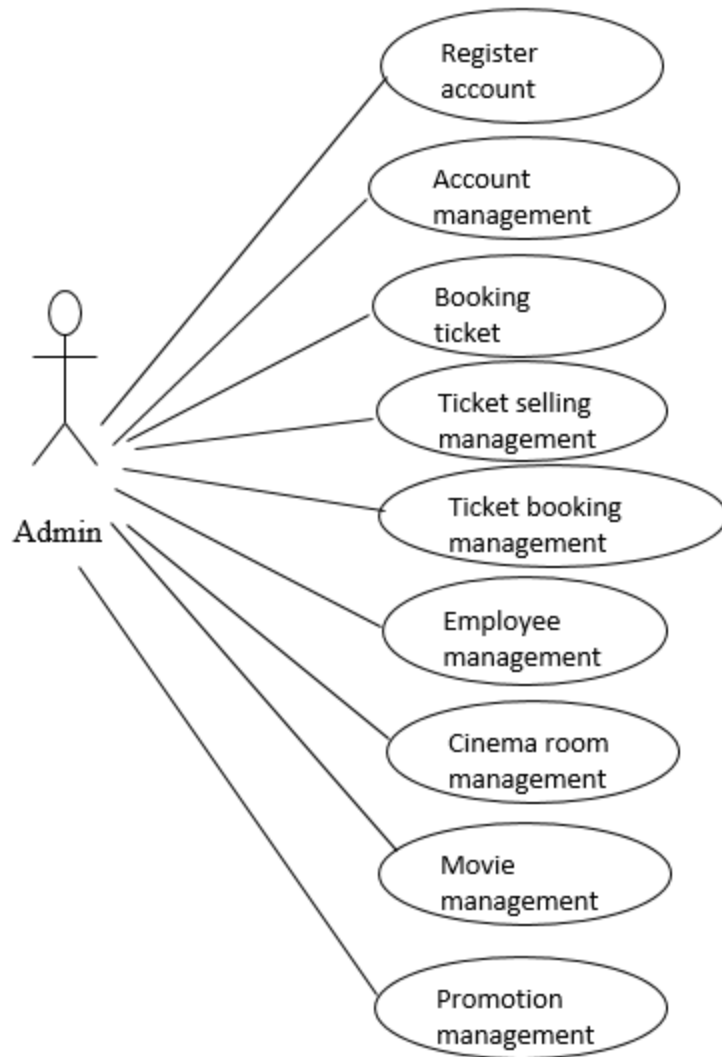 Register
account
Account
management
Booking
ticket
Ticket selling
management
Ticket booking
management
Admin
Employee
management
Cinema room
management
Movie
management
Promotion
management